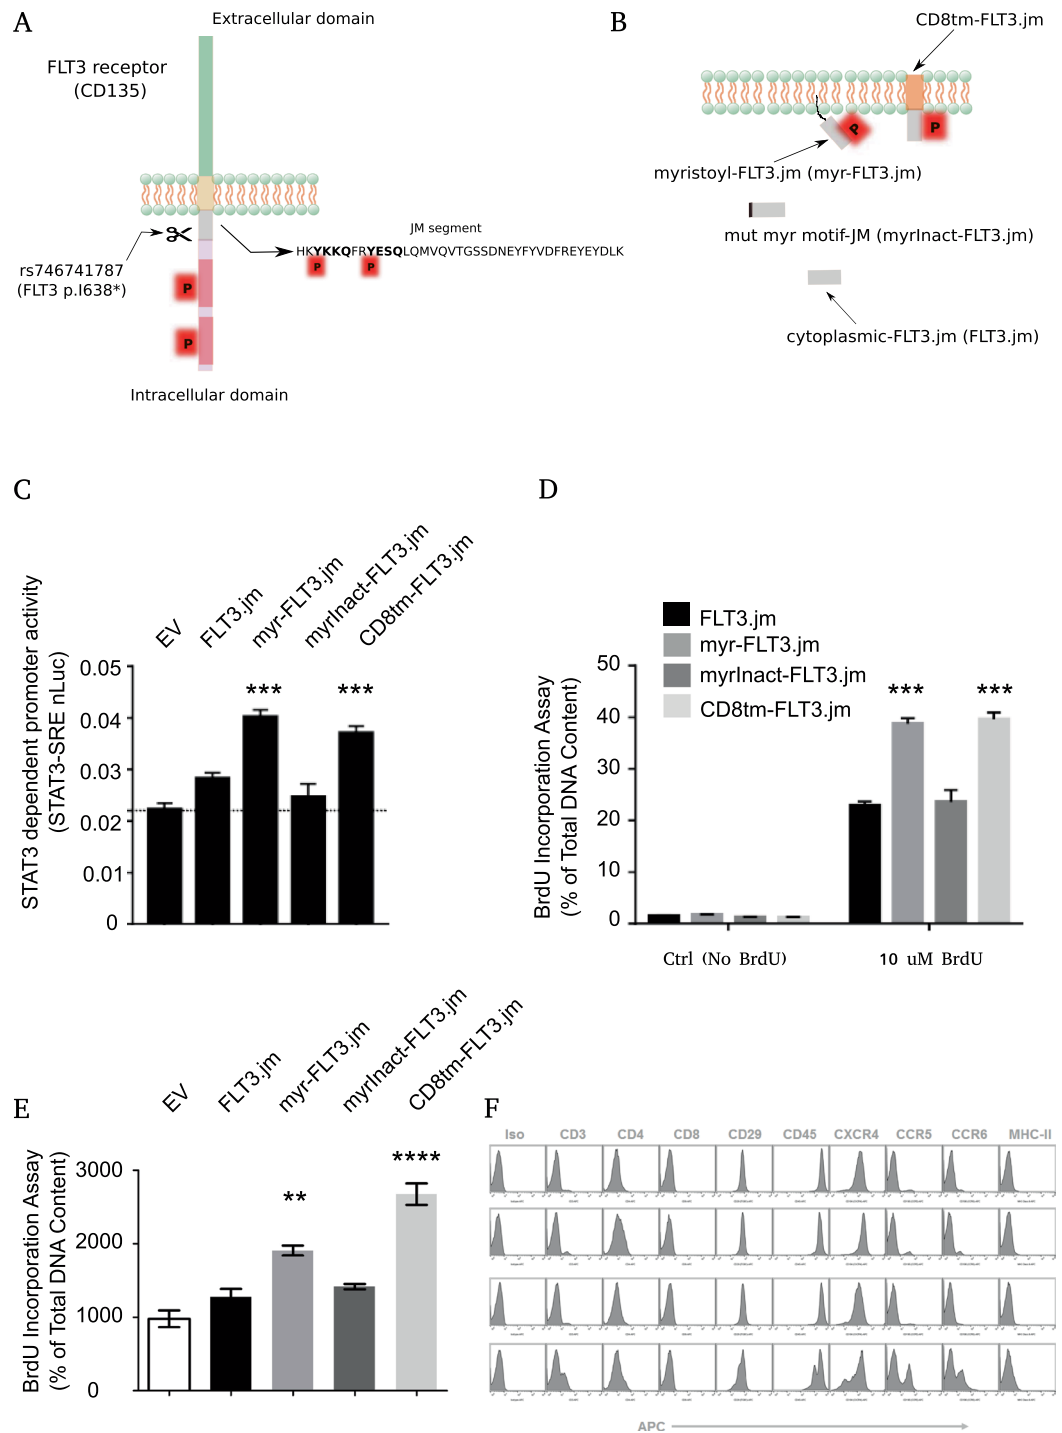 A
Extracellular domain
FLT3 receptor
(CD135)
JM segment
HKYKKQFRYESQLQMVQVTGSSDNEYFYVDFREYEYDLK
P
P
rs746741787
(FLT3 p.I638*)
P
P
Intracellular domain
B
CD8tm-FLT3.jm
P
P
myristoyl-FLT3.jm (myr-FLT3.jm)
mut myr motif-JM (myrInact-FLT3.jm)
cytoplasmic-FLT3.jm (FLT3.jm)
C
STAT3 dependent promoter activity
(STAT3-SRE nLuc)
EV
FLT3.jm
myr-FLT3.jm
myrInact-FLT3.jm
CD8tm-FLT3.jm
0.05
0.04
0.03
0.02
0.01
0
***
***
D
FLT3.jm
myr-FLT3.jm
myrInact-FLT3.jm
CD8tm-FLT3.jm
BrdU Incorporation Assay
(% of Total DNA Content)
50
40
30
20
10
0
***
***
Ctrl (No BrdU)
10 uM BrdU
E
EV
FLT3.jm
myr-FLT3.jm
myrInact-FLT3.jm
CD8tm-FLT3.jm
BrdU Incorporation Assay
(% of Total DNA Content)
3000
2000
1000
0
**
****
F
Iso CD3 CD4 CD8 CD29 CD45 CXCR4 CCR5 CCR6 MHC-II
APC